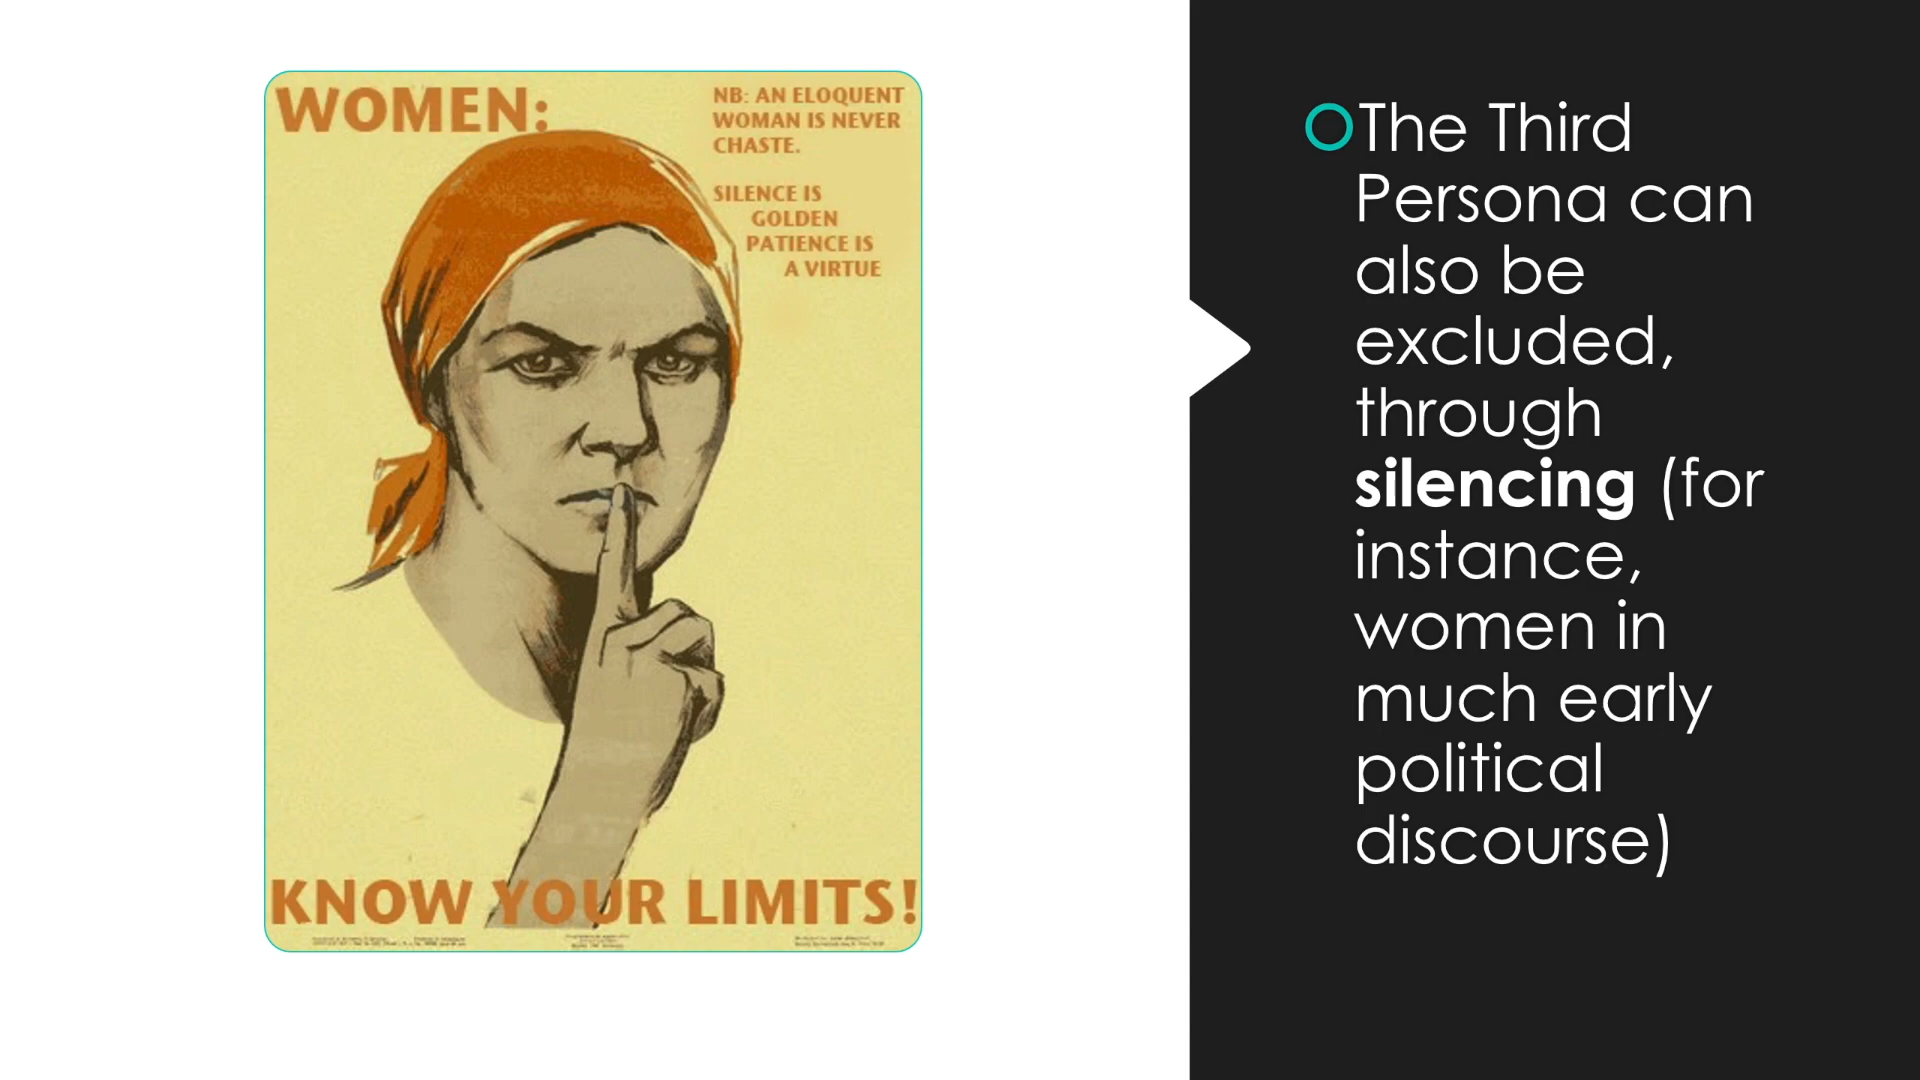 WOMEN:
NB: AN ELOQUENT
WOMAN IS NEVER
CHASTE.
SILENCE IS
GOLDEN
PATIENCE IS
A VIRTUE
KNOW YOUR LIMITS!
The Third
Persona can
also be
excluded,
through
silencing (for
instance,
women in
much early
political
discourse)